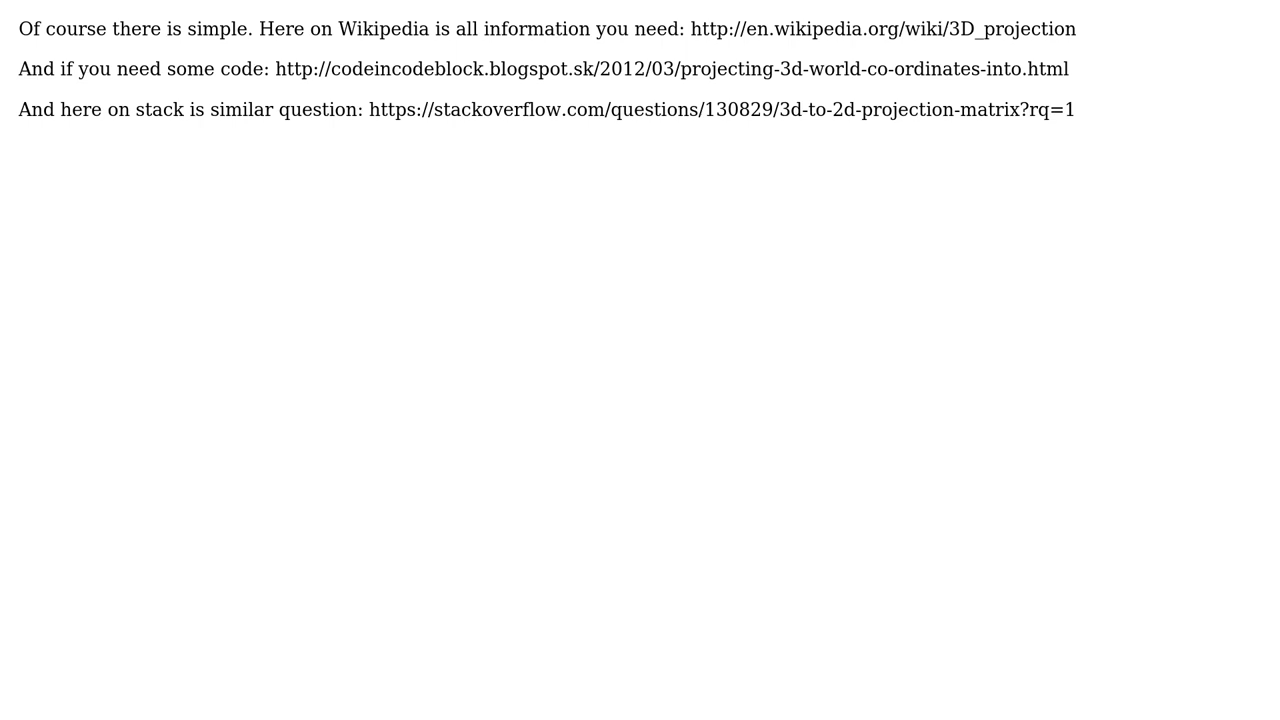 Of course there is simple. Here on Wikipedia is all information you need: http://en.wikipedia.org/wiki/3D_projection
And if you need some code: http://codeincodeblock.blogspot.sk/2012/03/projecting-3d-world-co-ordinates-into.html
And here on stack is similar question: https://stackoverflow.com/questions/130829/3d-to-2d-projection-matrix?rq=1